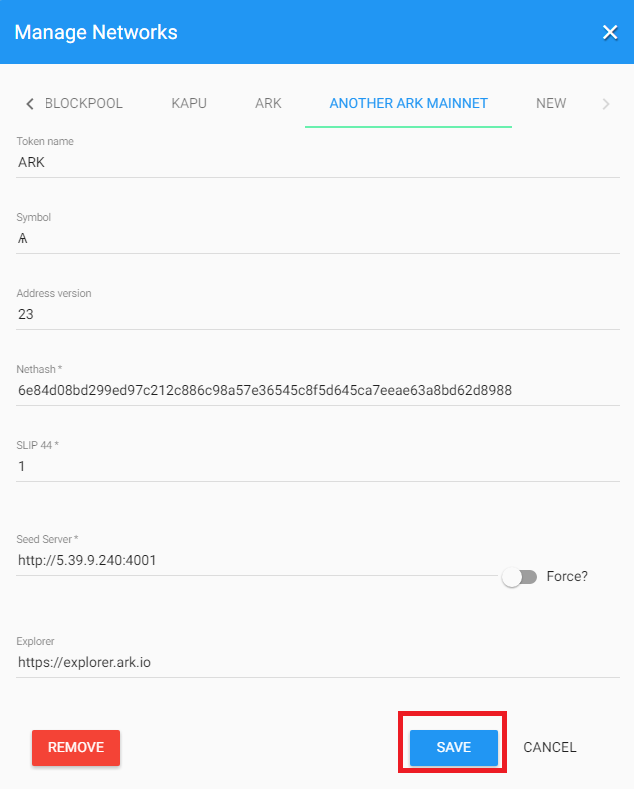 Manage Networks
BLOCKPOOL KAPU ARK ANOTHER ARK MAINNET NEW
Token name
ARK
Symbol
Ѧ
Address version
23
Nethash *
6e84d08bd299ed97c212c886c98a57e36545c8f5d645ca7eeae63a8bd62d8988
SLIP 44 *
1
Seed Server *
http://5.39.9.240:4001
Force?
Explorer
https://explorer.ark.io
REMOVE SAVE CANCEL